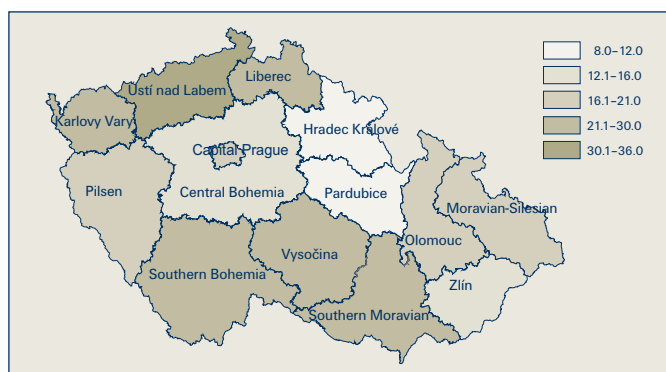 8.0–12.0
12.1–16.0
16.1–21.0
21.1–30.0
30.1–36.0
Liberec
Ústí nad Labem
Karlovy Vary
Hradec Králové
Capital Prague
Pilsen
Central Bohemia
Pardubice
Moravian-Silesian
Olomouc
Vysočina
Southern Bohemia
Zlín
Southern Moravian